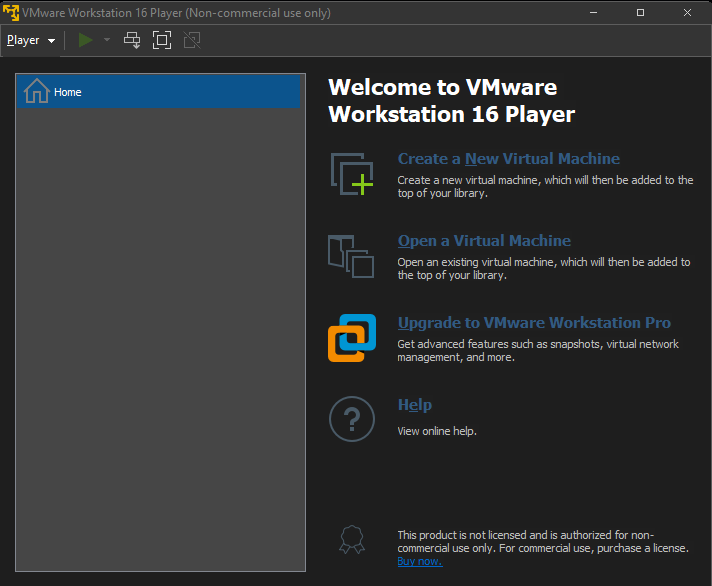 VMware Workstation 16 Player (Non-commercial use only)
Player
Home
Welcome to VMware
Workstation 16 Player
Create a New Virtual Machine
Create a new virtual machine, which will then be added to the
top of your library.
Open a Virtual Machine
Open an existing virtual machine, which will then be added to
the top of your library.
Upgrade to VMware Workstation Pro
Get advanced features such as snapshots, virtual network
management, and more.
?
Help
View online help.
This product is not licensed and is authorized for non-
commercial use only. For commercial use, purchase a license.
Buy now.